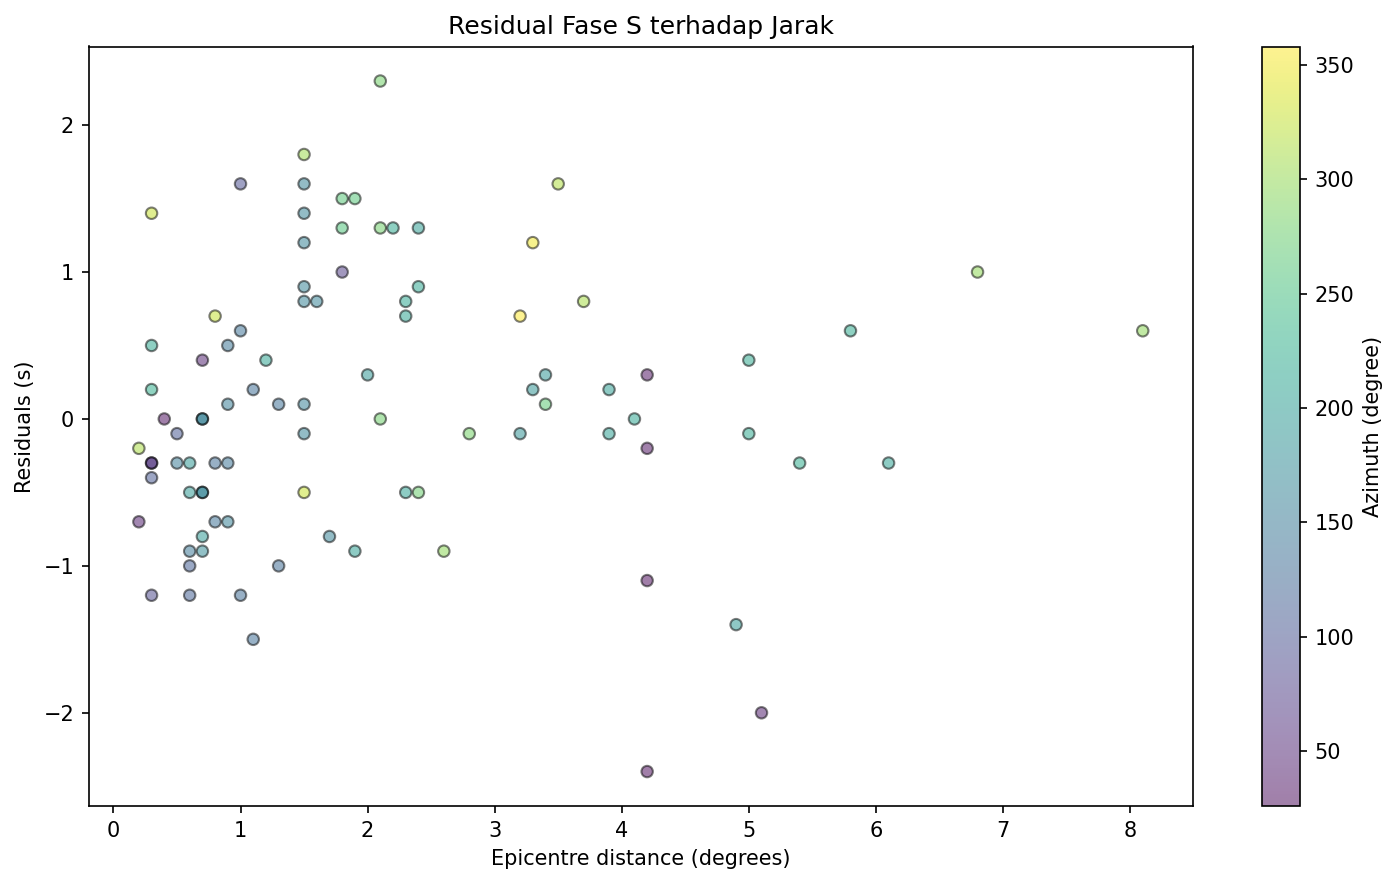 Residual Fase S terhadap Jarak
Residuals (s)
2
1
0
−1
−2
0 1 2 3 4 5 6 7 8
Epicentre distance (degrees)
350
300
250
200
150
100
50
Azimuth (degree)